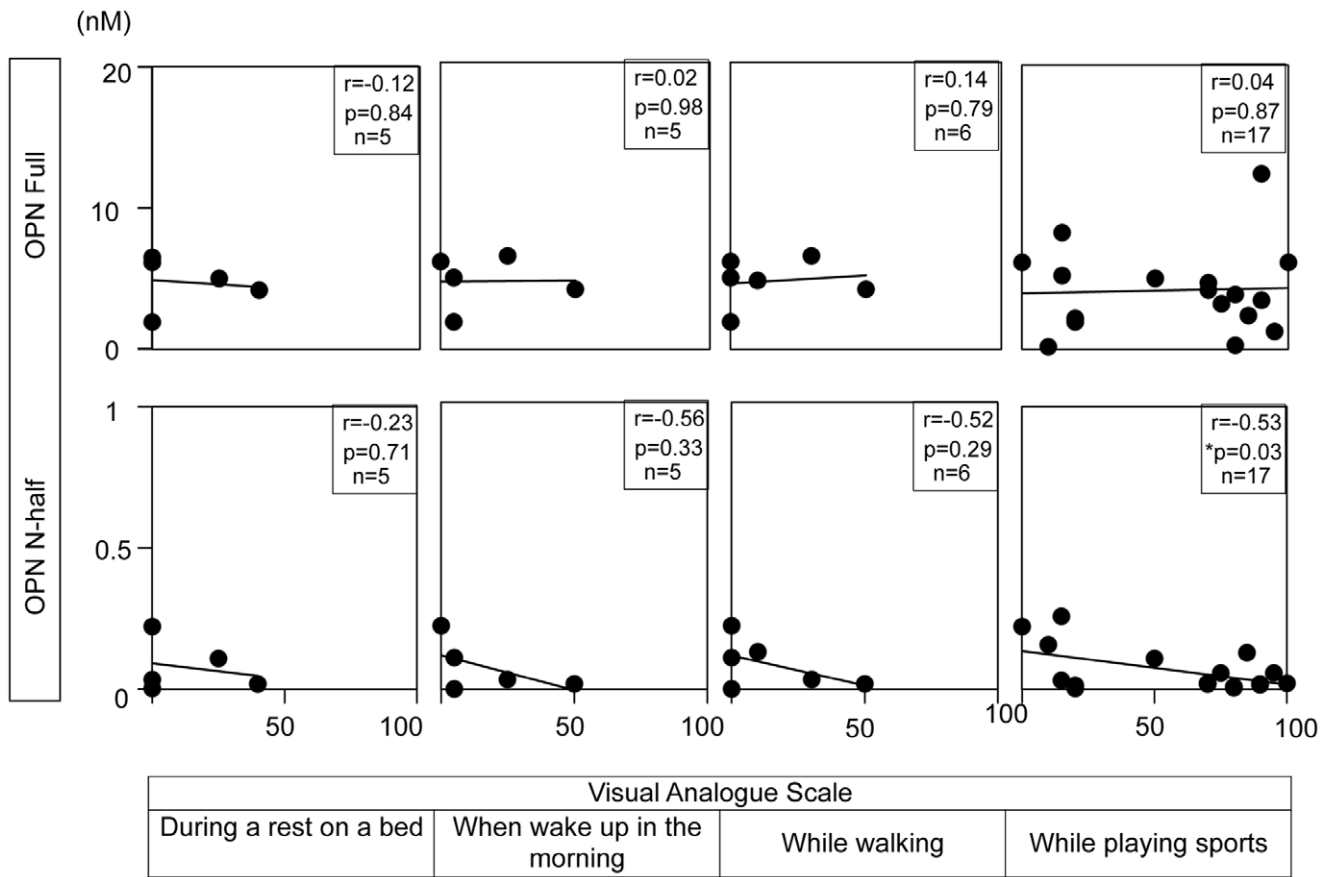 (nM)
OPN Full
20
10
0
r=-0.12
p=0.84
n=5
r=0.02
p=0.98
n=5
r=0.14
p=0.79
n=6
r=0.04
p=0.87
n=17
OPN N-half
1
0.5
0
r=-0.23
p=0.71
n=5
r=-0.56
p=0.33
n=5
r=-0.52
p=0.29
n=6
r=-0.53
*p=0.03
n=17
50
100
50
100
50
100
50
100
Visual Analogue Scale
During a rest on a bed
When wake up in the
morning
While walking
While playing sports